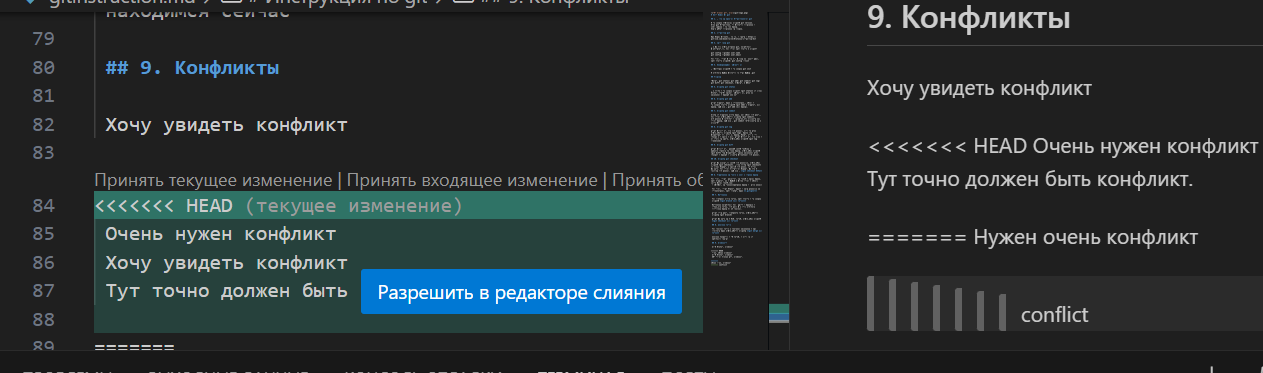 gitinstruction.md > # Инструкция по git > ## 9. Конфликты
находимся сейчас
79
80 ## 9. Конфликты
81
82 Хочу увидеть конфликт
83
Принять текущее изменение | Принять входящее изменение | Принять об
84 <<<<<<< HEAD (текущее изменение)
85 Очень нужен конфликт
86 Хочу увидеть конфликт
87 Тут точно должен быть
88
89 =======
Разрешить в редакторе слияния
9. Конфликты
Хочу увидеть конфликт
<<<<<<< HEAD Очень нужен конфликт
Тут точно должен быть конфликт.
======= Нужен очень конфликт
conflict